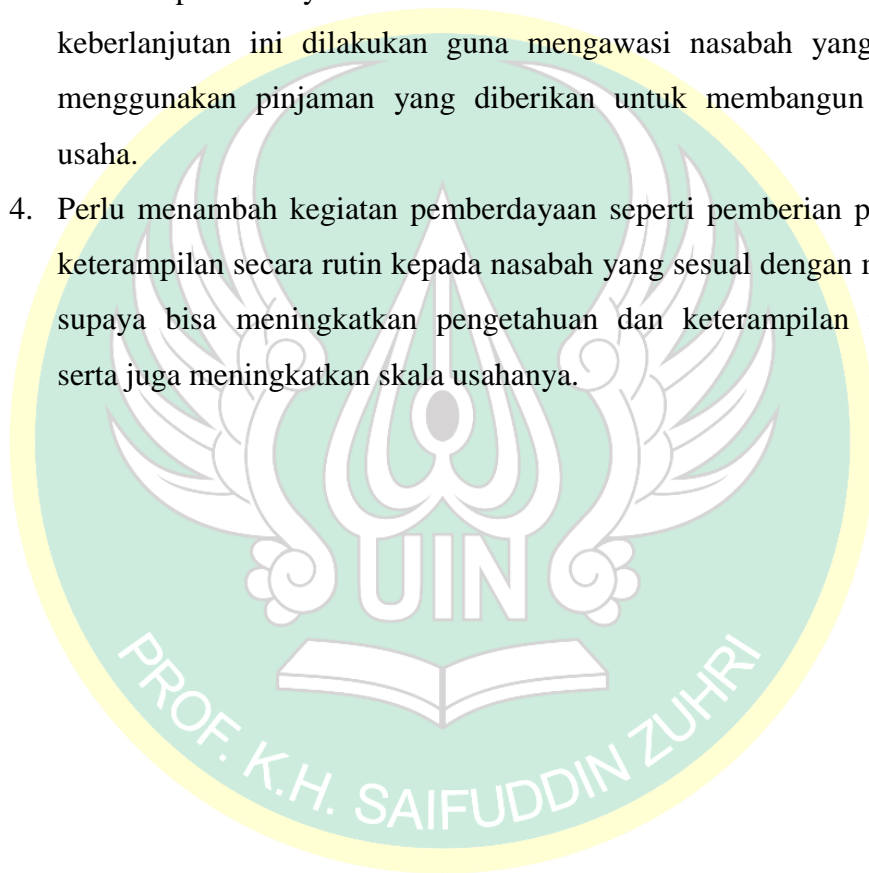 keberlanjutan ini dilakukan guna mengawasi nasabah yang
menggunakan pinjaman yang diberikan untuk membangun
usaha.
4. Perlu menambah kegiatan pemberdayaan seperti pemberian p
keterampilan secara rutin kepada nasabah yang sesual dengan
supaya bisa meningkatkan pengetahuan dan keterampilan
serta juga meningkatkan skala usahanya.
UIN
PROF. K.H. SAIFUDDIN ZUHRI